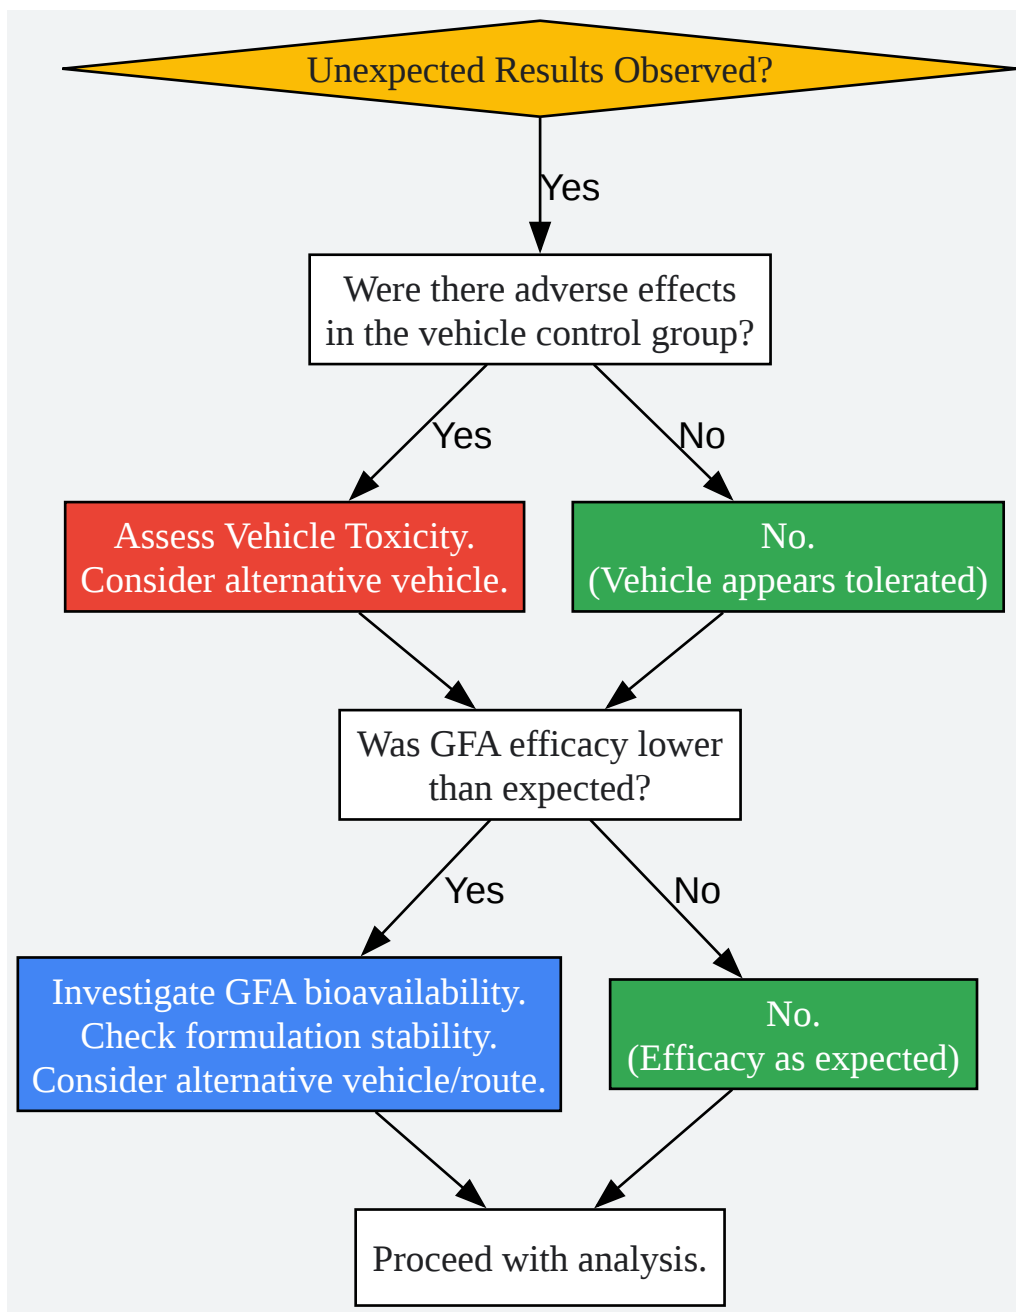 Unexpected Results Observed?
Yes
Were there adverse effects
in the vehicle control group?
Yes
No
Assess Vehicle Toxicity.
Consider alternative vehicle.
No.
(Vehicle appears tolerated)
Was GFA efficacy lower
than expected?
Yes
No
Investigate GFA bioavailability.
Check formulation stability.
Consider alternative vehicle/route.
No.
(Efficacy as expected)
Proceed with analysis.